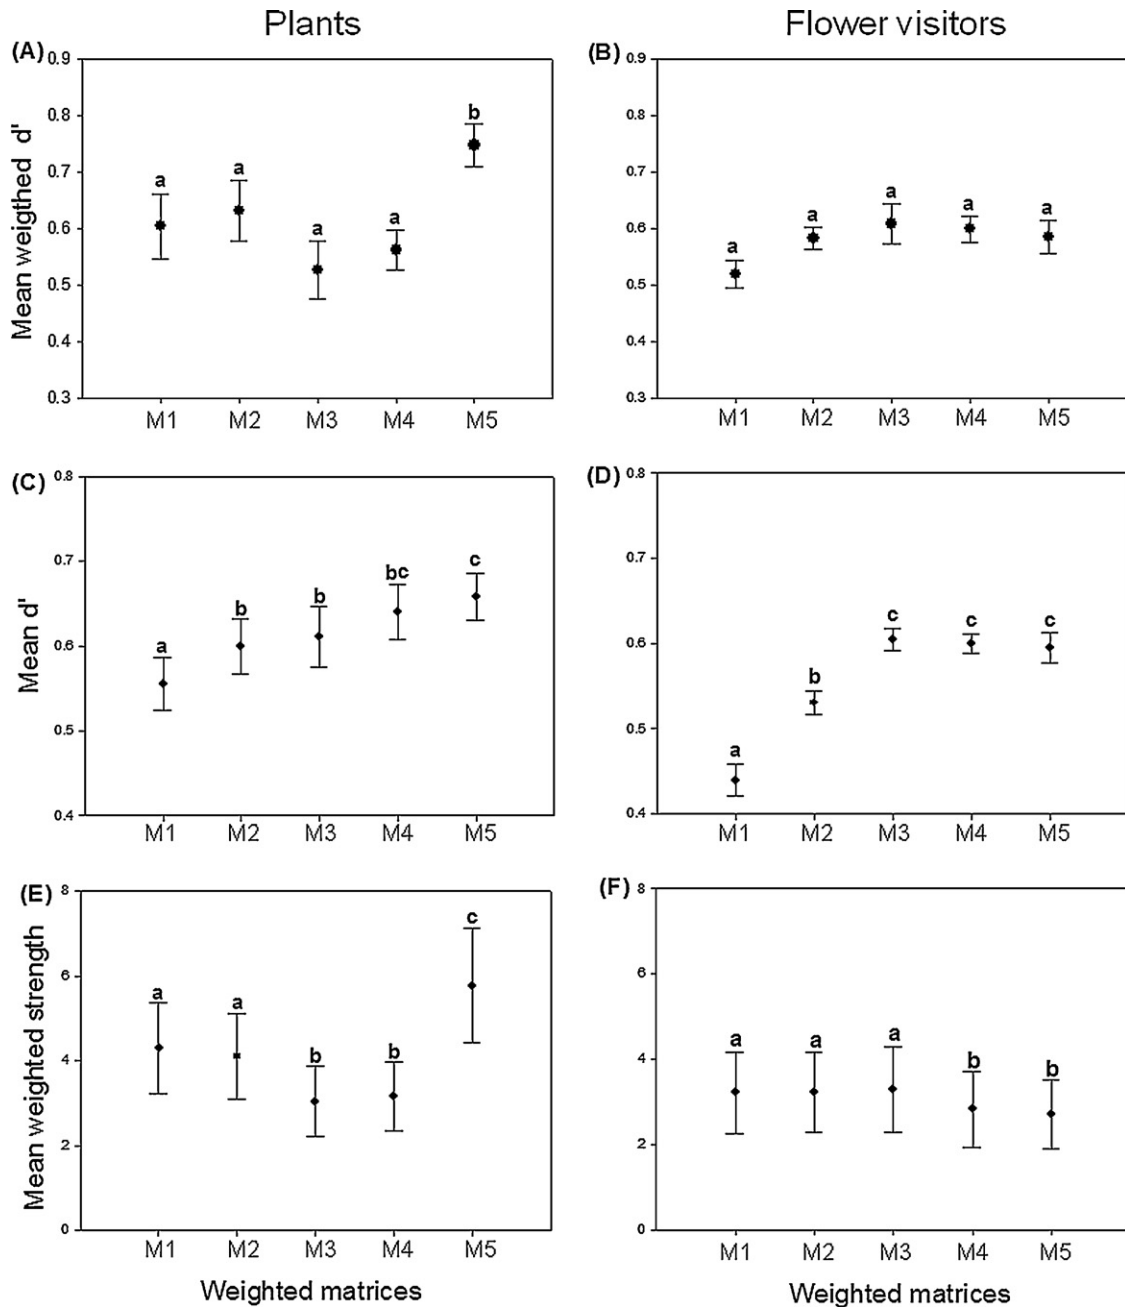 Plants
Flower visitors
(A)
Mean weigthed d'
0.9
0.8
0.7
0.6
0.5
0.4
0.3
a
a
a
a
b
M1 M2 M3 M4 M5
(B)
0.9
0.8
0.7
0.6
0.5
0.4
0.3
a
a
a
a
a
M1 M2 M3 M4 M5
(C)
Mean d'
0.8
0.7
0.6
0.5
0.4
a
b
b
bc
c
M1 M2 M3 M4 M5
(D)
0.8
0.7
0.6
0.5
0.4
a
b
c
c
c
M1 M2 M3 M4 M5
(E)
Mean weighted strength
8
6
4
2
0
a
a
b
b
c
M1 M2 M3 M4 M5
Weighted matrices
(F)
8
6
4
2
0
a
a
a
b
b
M1 M2 M3 M4 M5
Weighted matrices